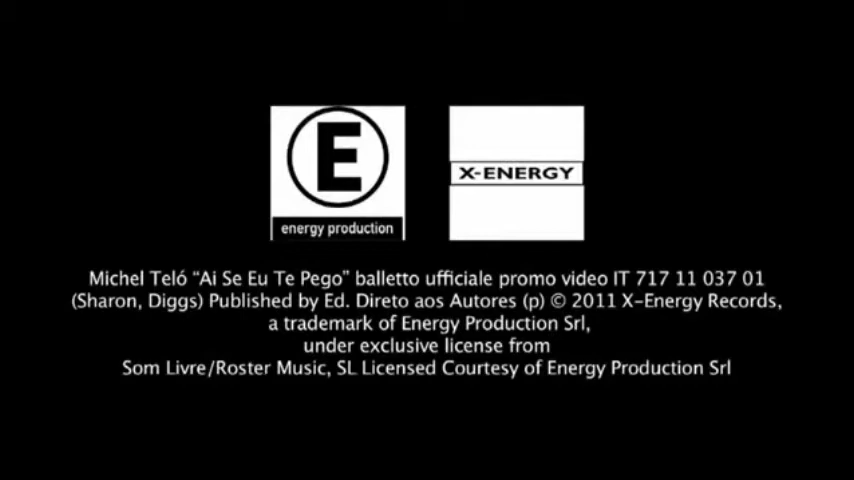 E
energy production
X-ENERGY
Michel Teló “Ai Se Eu Te Pego” balletto ufficiale promo video IT 717 11 037 01
(Sharon, Diggs) Published by Ed. Direto aos Autores (p) © 2011 X-Energy Records,
a trademark of Energy Production Srl,
under exclusive license from
Som Livre/Roster Music, SL Licensed Courtesy of Energy Production Srl